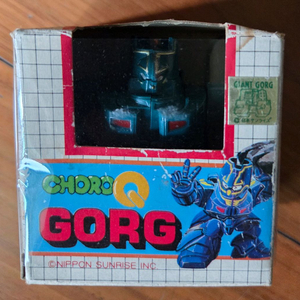 GIANT GORG
CHORO Q
GORG
©NIPPON SUNRISE INC.